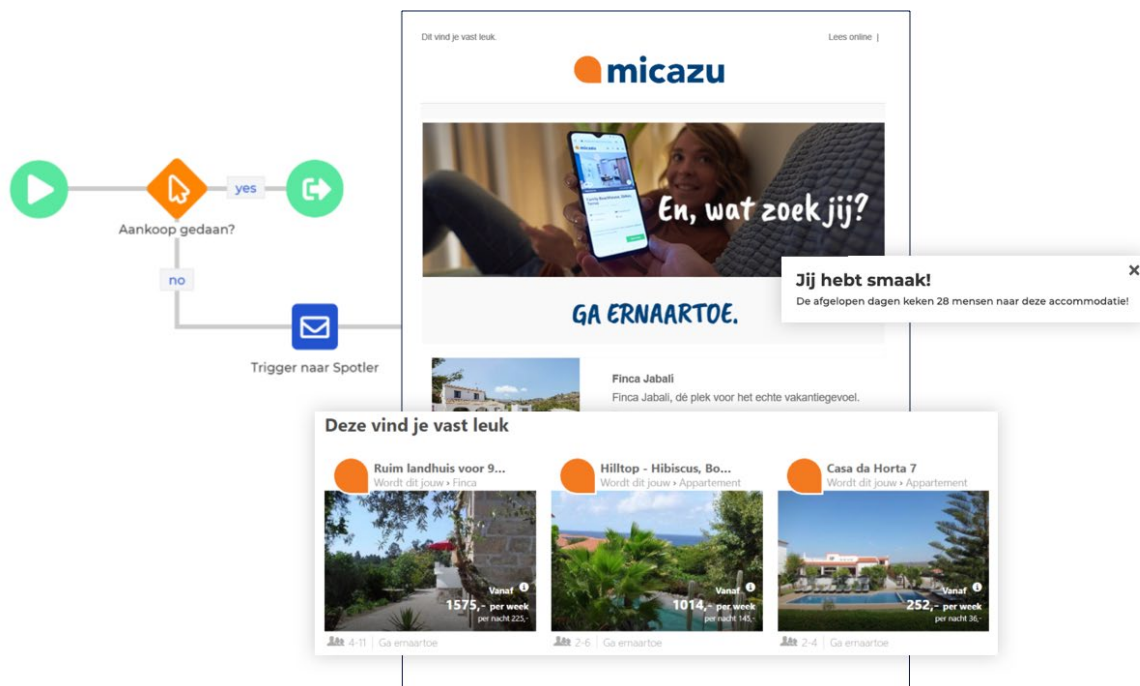 Dit vind je vast leuk.
Lees online |
micazu
En, wat zoek jij?
yes
Aankoop gedaan?
no
Trigger naar Spotler
Jij hebt smaak!
De afgelopen dagen keken 28 mensen naar deze accommodatie!
GA ERNAARTOE.
Finca Jabali
Finca Jabali, dé plek voor het echte vakantiegevoel.
Deze vind je vast leuk
Ruim landhuis voor 9...
Wordt dit jouw › Finca
Vanaf
1575,- per week
per nacht 225,-
4-11 | Ga ernaartoe
Hilltop - Hibiscus, Bo...
Wordt dit jouw › Appartement
Vanaf
1014,- per week
per nacht 145,-
2-6 | Ga ernaartoe
Casa da Horta 7
Wordt dit jouw › Appartement
Vanaf
252,- per week
per nacht 36,-
2-4 | Ga ernaartoe